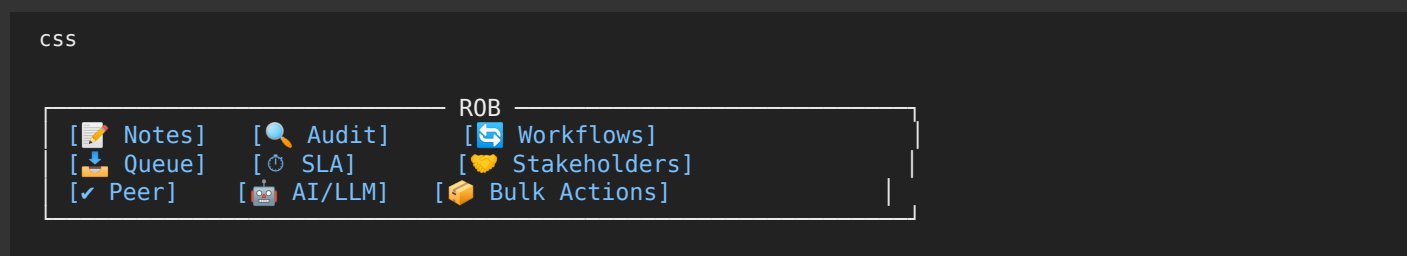 css
ROB
[📝 Notes] [🔍 Audit] [🔄 Workflows]
[📥 Queue] [⏱ SLA] [🤝 Stakeholders]
[✔ Peer] [🤖 AI/LLM] [📦 Bulk Actions]